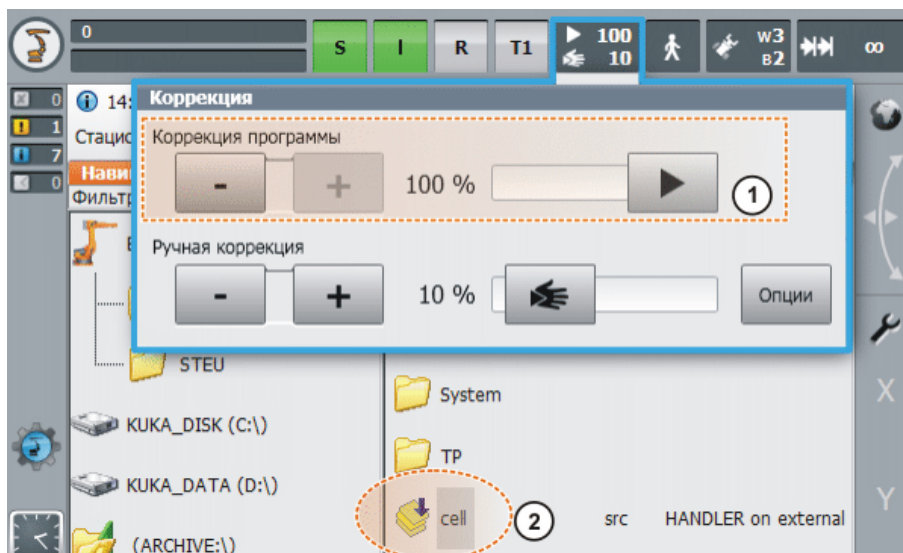 0
S I R T1 100 10 W3 B2 ∞
0 14:
Коррекция
1 Стацио
Коррекция программы
7
0 Нави
- + 100 % 1
Фильтр
Ручная коррекция
- + 10 % Опции
STEU
System
X
KUKA_DISK (C:\)
TP
KUKA_DATA (D:\)
Y
cell 2 src HANDLER on external
(ARCHIVE:\)